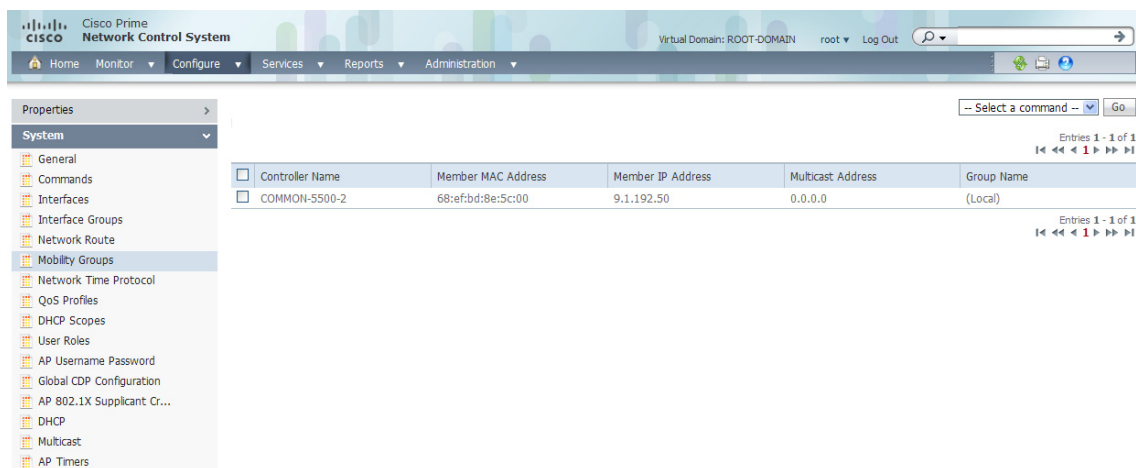 Cisco Prime
CISCO Network Control System
Virtual Domain: ROOT-DOMAIN root Log Out
Home Monitor Configure Services Reports Administration
Properties
System
General
Commands
Interfaces
Interface Groups
Network Route
Mobility Groups
Network Time Protocol
QoS Profiles
DHCP Scopes
User Roles
AP Username Password
Global CDP Configuration
AP 802.1X Supplicant Cr...
DHCP
Multicast
AP Timers
-- Select a command -- Go
Entries 1 - 1 of 1
1
Controller Name Member MAC Address Member IP Address Multicast Address Group Name
COMMON-5500-2 68:ef:bd:8e:5c:00 9.1.192.50 0.0.0.0 (Local)
Entries 1 - 1 of 1
1